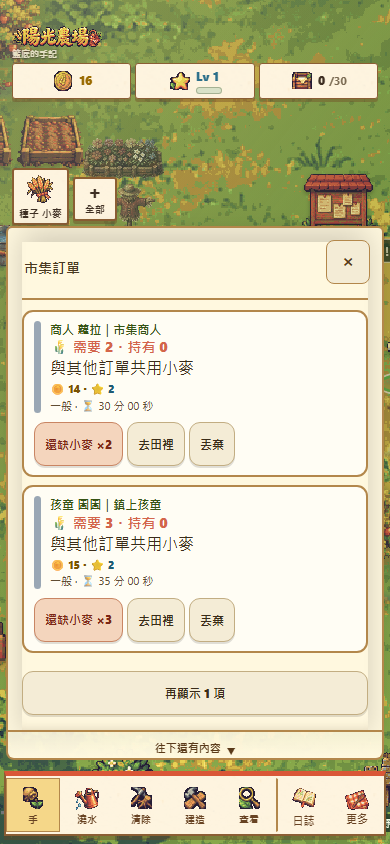 陽光農場
籃底的手記
16
Lv 1
0 /30
種子 小麥
+
全部
市集訂單
×
商人 蘿拉｜市集商人
需要 2 · 持有 0
與其他訂單共用小麥
14 · 2
一般 · 30 分 00 秒
還缺小麥 ×2
去田裡
丟棄
孩童 圓圓｜鎮上孩童
需要 3 · 持有 0
與其他訂單共用小麥
15 · 2
一般 · 35 分 00 秒
還缺小麥 ×3
去田裡
丟棄
再顯示 1 項
往下還有內容 ▼
手
澆水
清除
建造
查看
日誌
更多